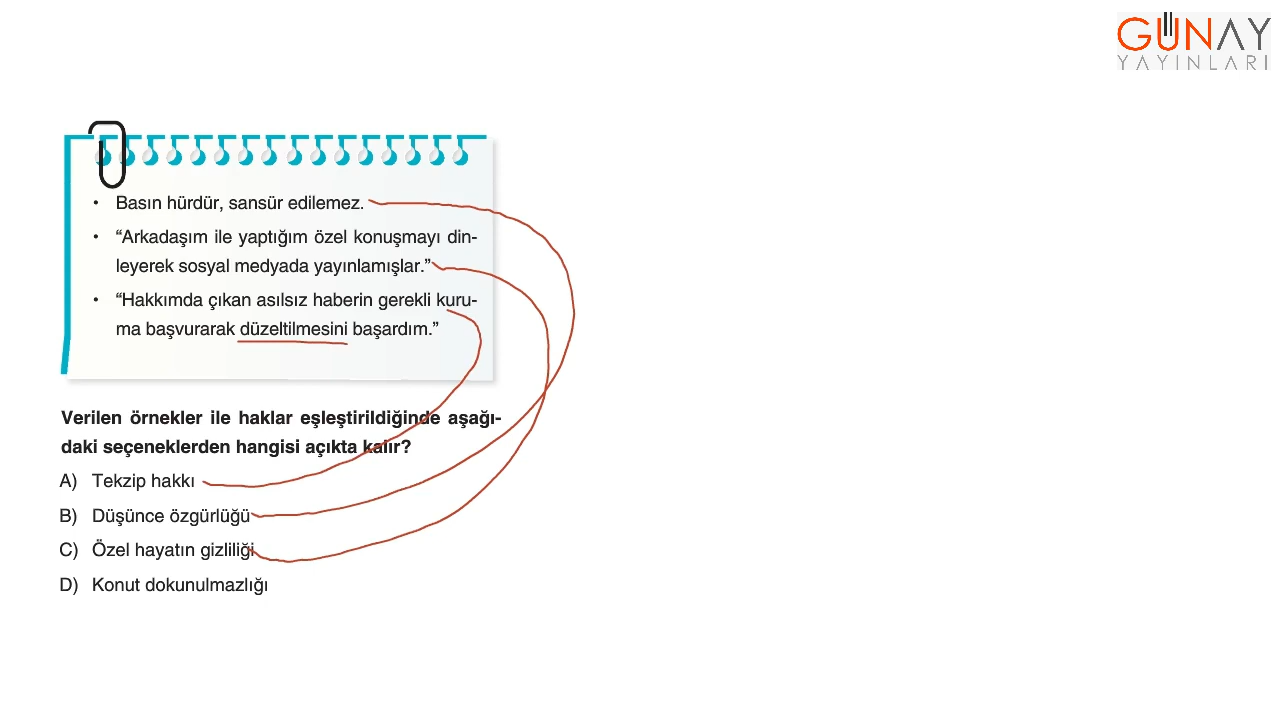 GÜNAY
YAYINLARI
• Basın hürdür, sansür edilemez.
• “Arkadaşım ile yaptığım özel konuşmayı din-
leyerek sosyal medyada yayınlamışlar.”
• “Hakkımda çıkan asılsız haberin gerekli kuru-
ma başvurarak düzeltilmesini başardım.”
Verilen örnekler ile haklar eşleştirildiğinde aşağı-
daki seçeneklerden hangisi açıkta kalır?
A) Tekzip hakkı
B) Düşünce özgürlüğü
C) Özel hayatın gizliliği
D) Konut dokunulmazlığı